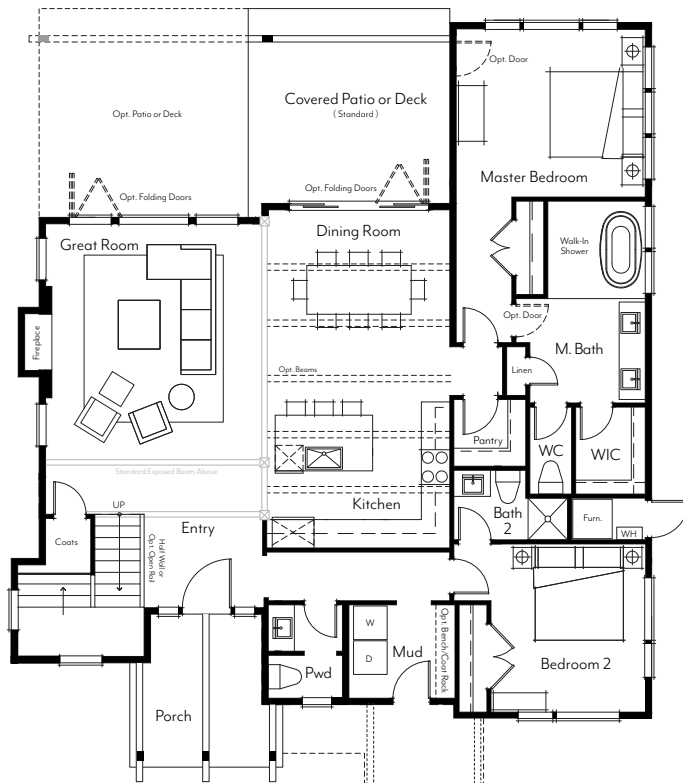 Opt. Door
Covered Patio or Deck
( Standard )
Opt. Patio or Deck
Master Bedroom
Opt. Folding Doors
Opt. Folding Doors
Dining Room
Great Room
Walk-In
Shower
Opt. Door
Fireplace
M. Bath
Linen
Opt. Beams
Pantry
WC
WIC
Standard Exposed Beam Above
Kitchen
UP
Entry
Bath
2
Furn.
WH
Coats
Half Wall or
Opt. Open Rail
W
D
Mud
Opt. Bench/Coat Rack
Bedroom 2
Pwd
Porch